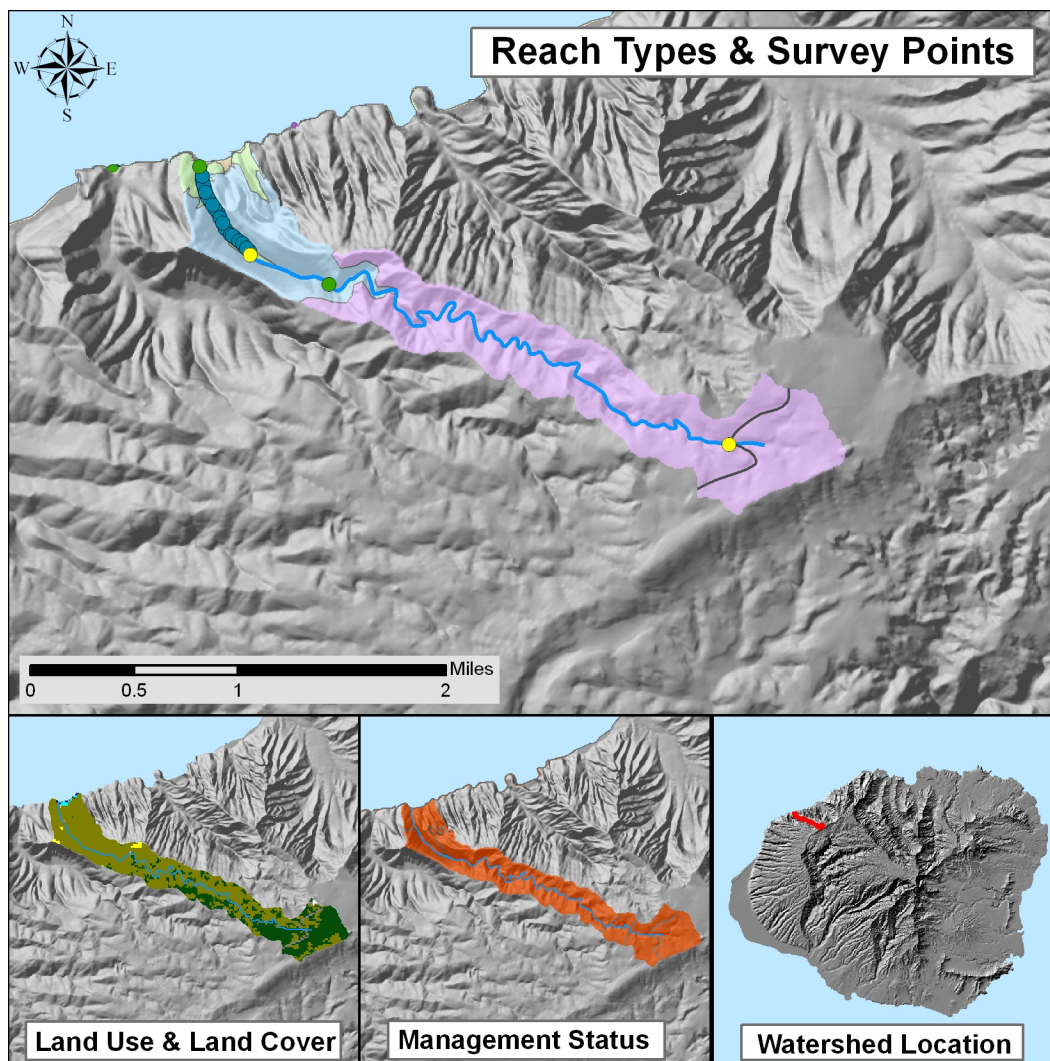 N
W E
S
Reach Types & Survey Points
Miles
0 0.5 1 2
Land Use & Land Cover
Management Status
Watershed Location